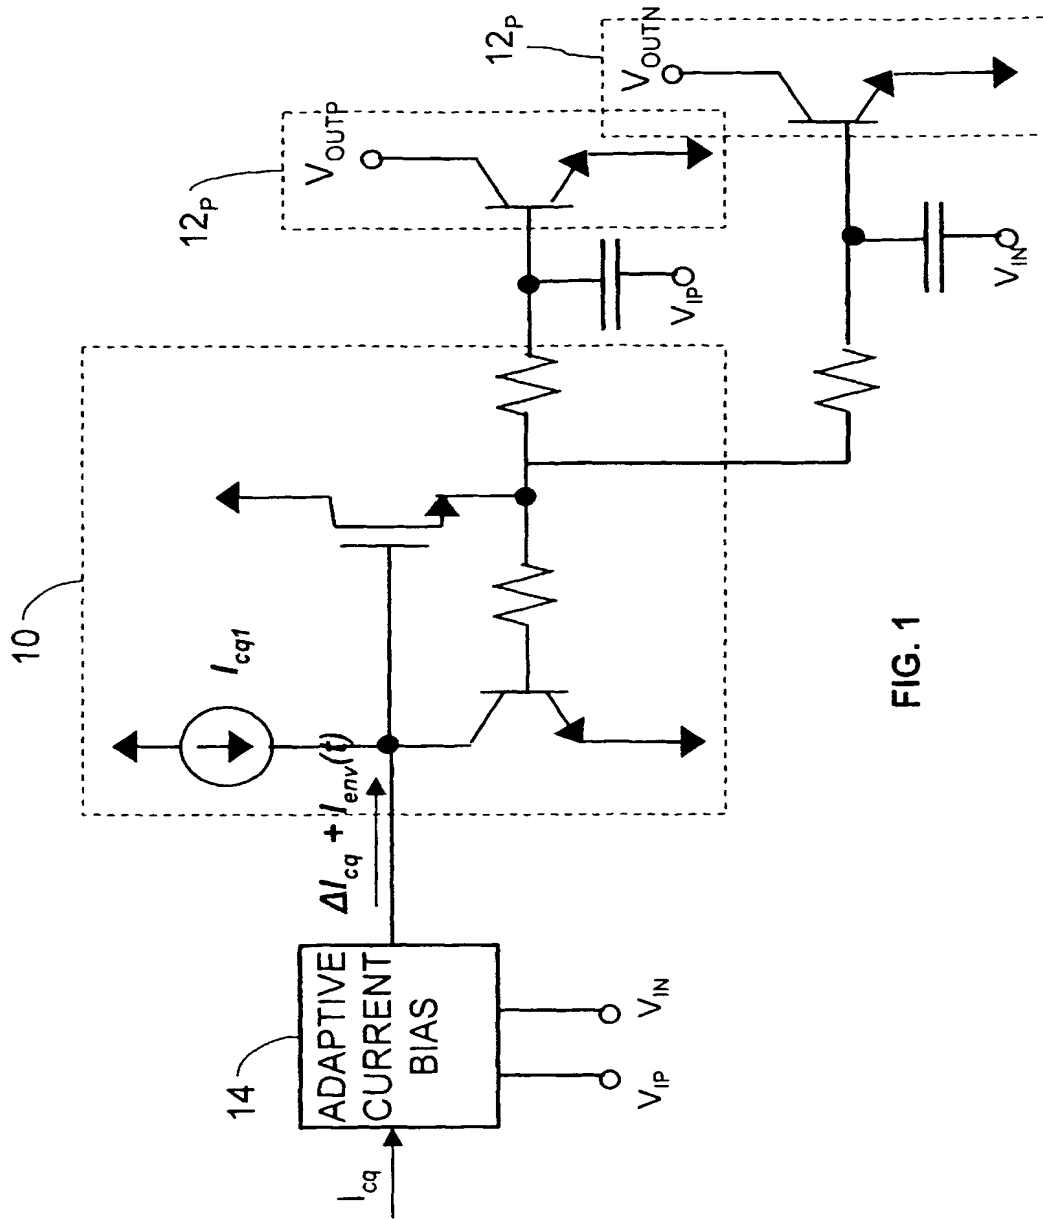 10
I_cq1
12_P
V_OUTP
12_P
V_OUTN
ΔI_cq + I_env(t)
14
ADAPTIVE
CURRENT
BIAS
I_cq
V_IP
V_IN
V_IP
V_IN
FIG. 1